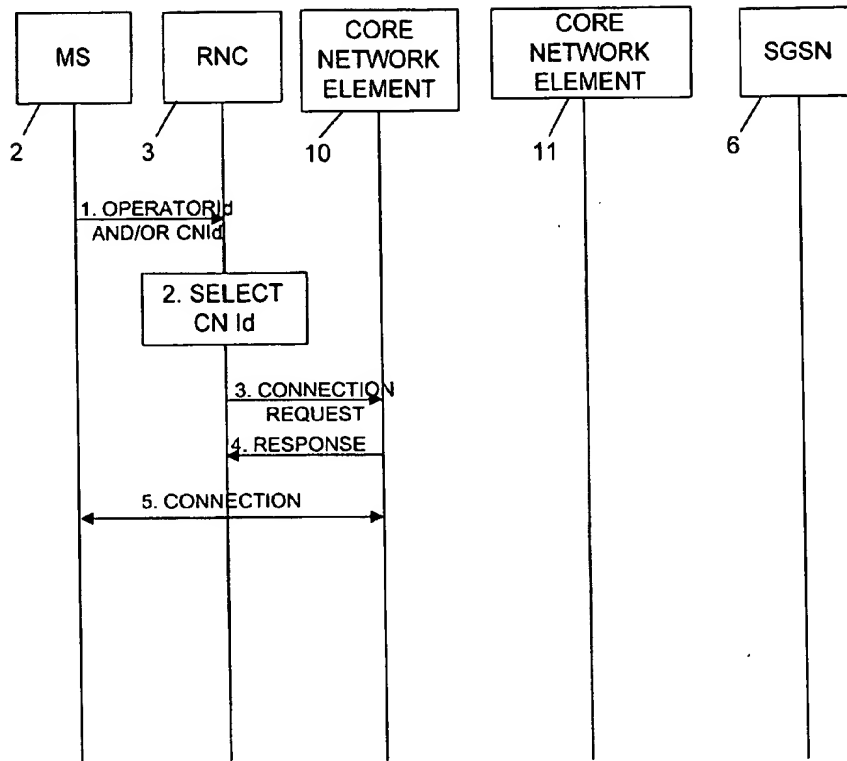 MS
RNC
CORE
NETWORK
ELEMENT
CORE
NETWORK
ELEMENT
SGSN
2
3
10
11
6
1. OPERATORId
AND/OR CNId
2. SELECT
CN Id
3. CONNECTION
REQUEST
4. RESPONSE
5. CONNECTION